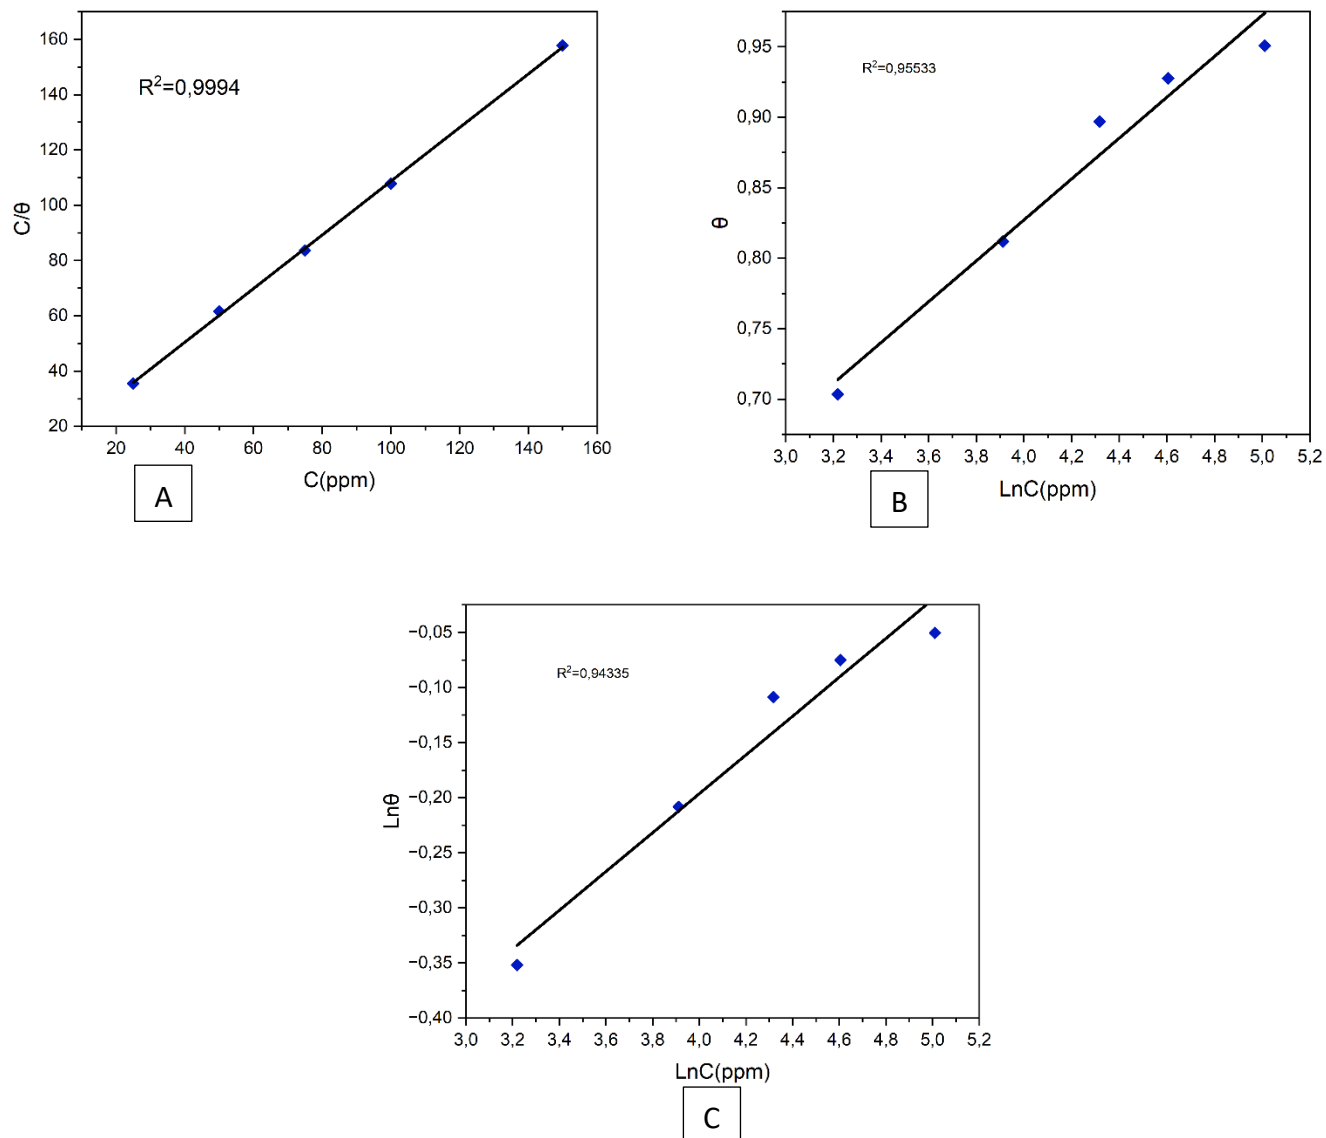 160
140
120
100
80
60
40
20
C/θ
R²=0,9994
20 40 60 80 100 120 140 160
C(ppm)
A
0,95
0,90
0,85
0,80
0,75
0,70
θ
R²=0,95533
3,0 3,2 3,4 3,6 3,8 4,0 4,2 4,4 4,6 4,8 5,0 5,2
LnC(ppm)
B
−0,05
−0,10
−0,15
−0,20
−0,25
−0,30
−0,35
−0,40
Lnθ
R²=0,94335
3,0 3,2 3,4 3,6 3,8 4,0 4,2 4,4 4,6 4,8 5,0 5,2
LnC(ppm)
C